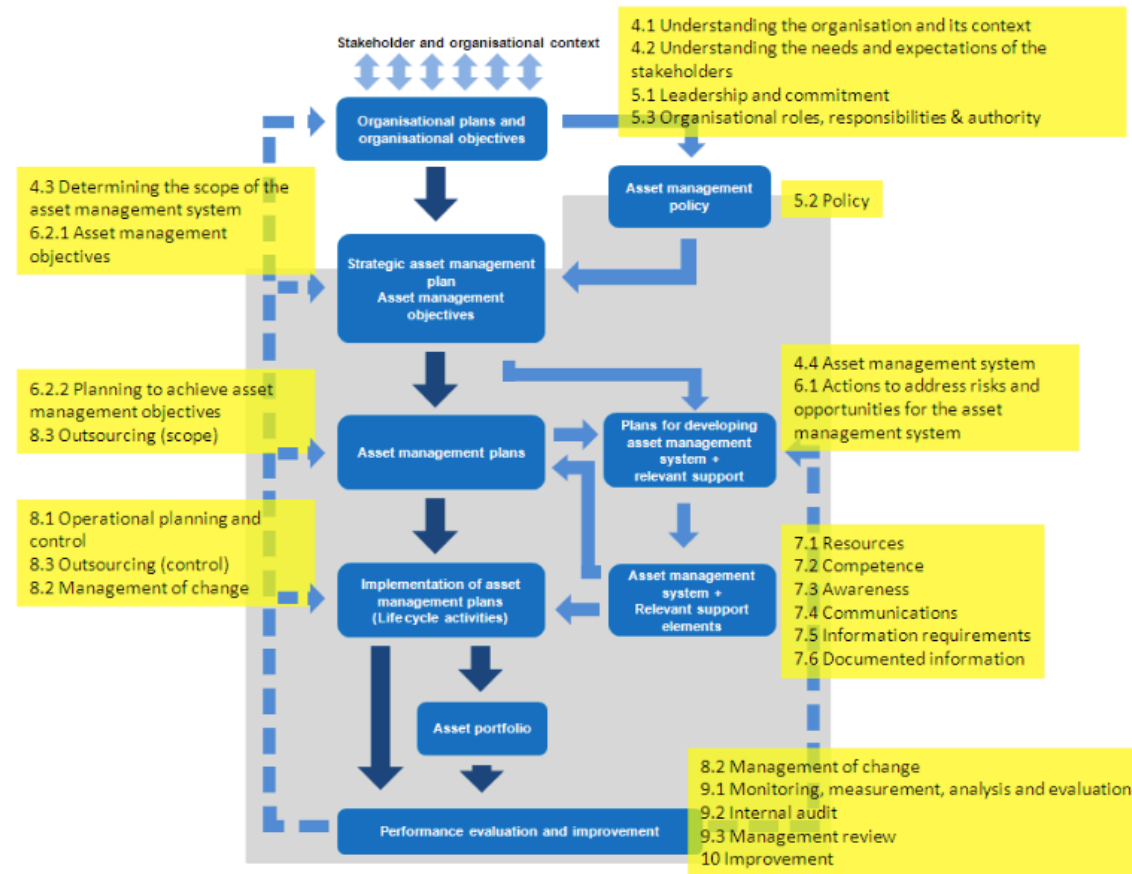 Stakeholder and organisational context
4.1 Understanding the organisation and its context
4.2 Understanding the needs and expectations of the
stakeholders
5.1 Leadership and commitment
5.3 Organisational roles, responsibilities & authority
Organisational plans and
organisational objectives
4.3 Determining the scope of the
asset management system
6.2.1 Asset management
objectives
Asset management
policy
5.2 Policy
Strategic asset management
plan
Asset management
objectives
6.2.2 Planning to achieve asset
management objectives
8.3 Outsourcing (scope)
Asset management plans
Plans for developing
asset management
system +
relevant support
4.4 Asset management system
6.1 Actions to address risks and
opportunities for the asset
management system
8.1 Operational planning and
control
8.3 Outsourcing (control)
8.2 Management of change
Implementation of asset
management plans
(Life cycle activities)
Asset management
system +
Relevant support
elements
7.1 Resources
7.2 Competence
7.3 Awareness
7.4 Communications
7.5 Information requirements
7.6 Documented information
Asset portfolio
Performance evaluation and improvement
8.2 Management of change
9.1 Monitoring, measurement, analysis and evaluation
9.2 Internal audit
9.3 Management review
10 Improvement